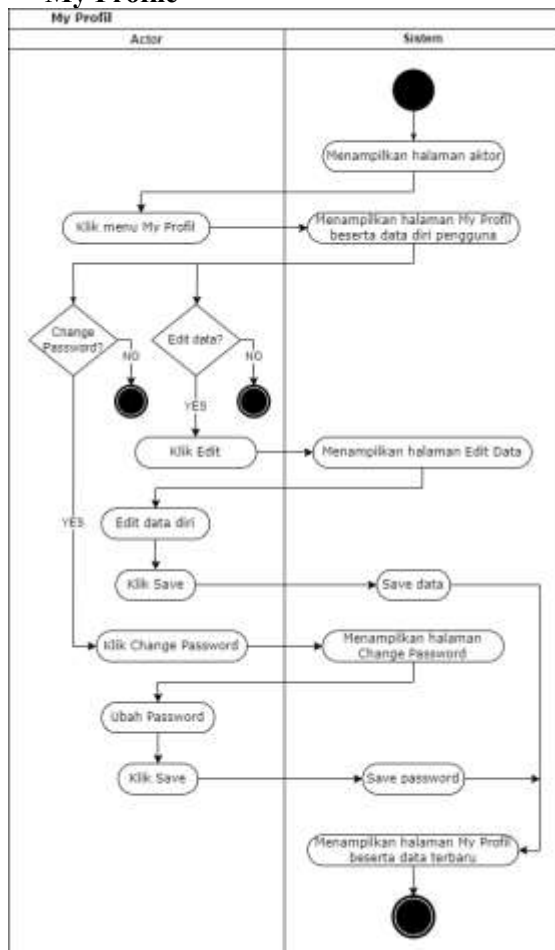 My Profile
My Profil
Actor
Sistem
Menampilkan halaman aktor
Klik menu My Profil
Menampilkan halaman My Profil
beserta data diri pengguna
Change
Password?
NO
Edit data?
NO
YES
Klik Edit
Menampilkan halaman Edit Data
YES
Edit data diri
Klik Save
Save data
Klik Change Password
Menampilkan halaman
Change Password
Ubah Password
Klik Save
Save password
Menampilkan halaman My Profil
beserta data terbaru